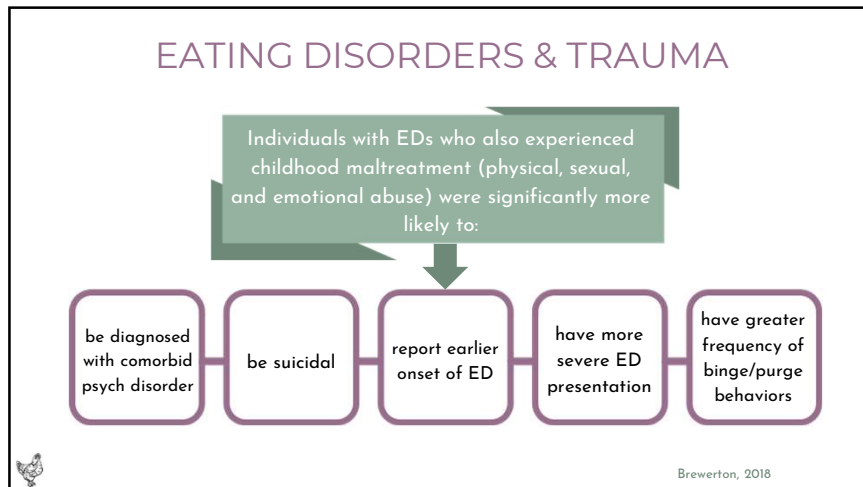 EATING DISORDERS & TRAUMA
Individuals with EDs who also experienced
childhood maltreatment (physical, sexual,
and emotional abuse) were significantly more
likely to:
be diagnosed
with comorbid
psych disorder
be suicidal
report earlier
onset of ED
have more
severe ED
presentation
have greater
frequency of
binge/purge
behaviors
Brewerton, 2018